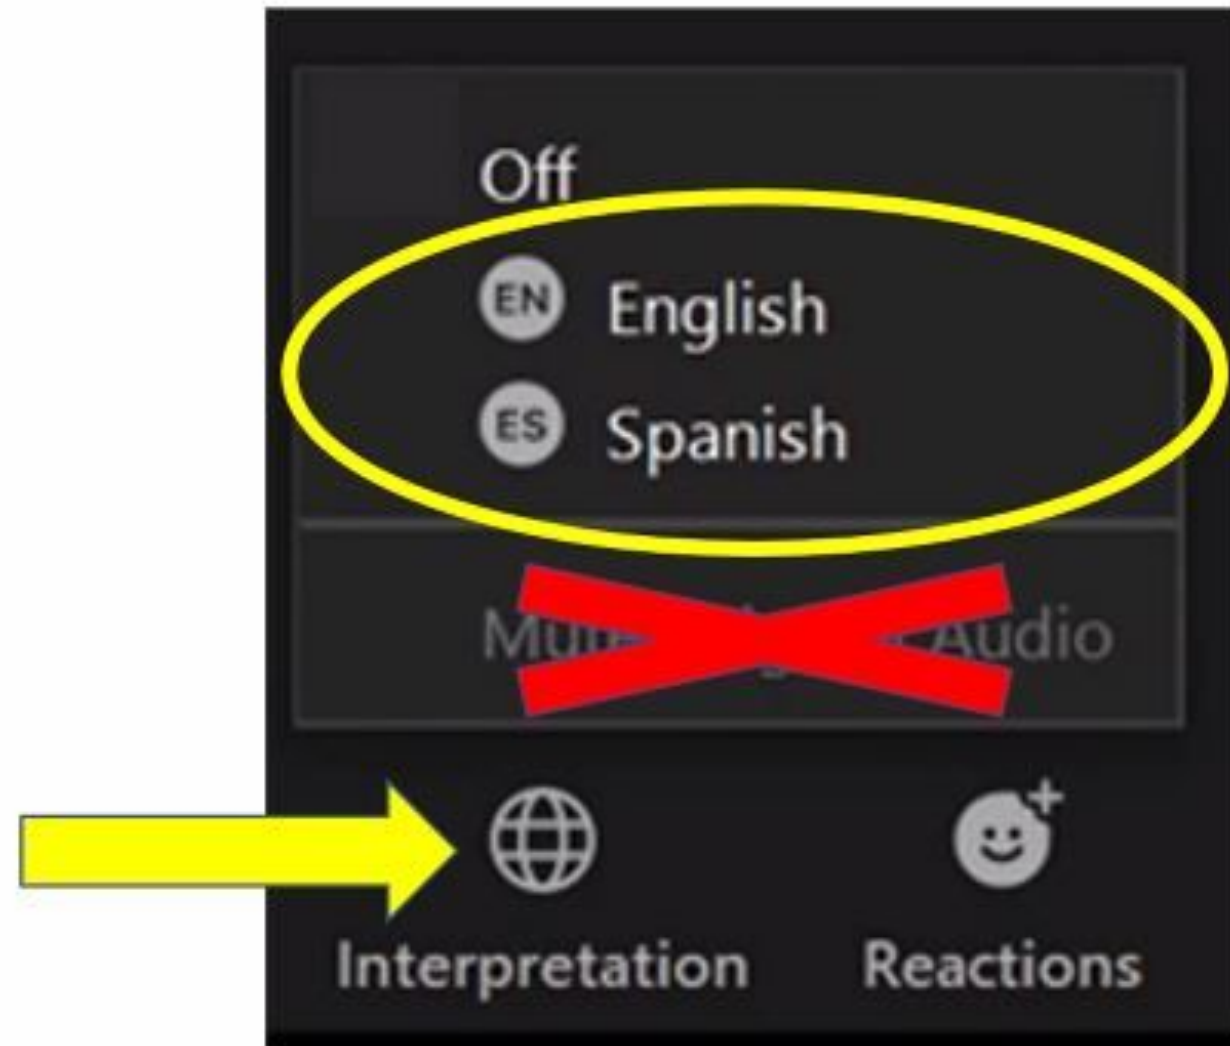 Off
EN English
ES Spanish
Audio
Interpretation
Reactions